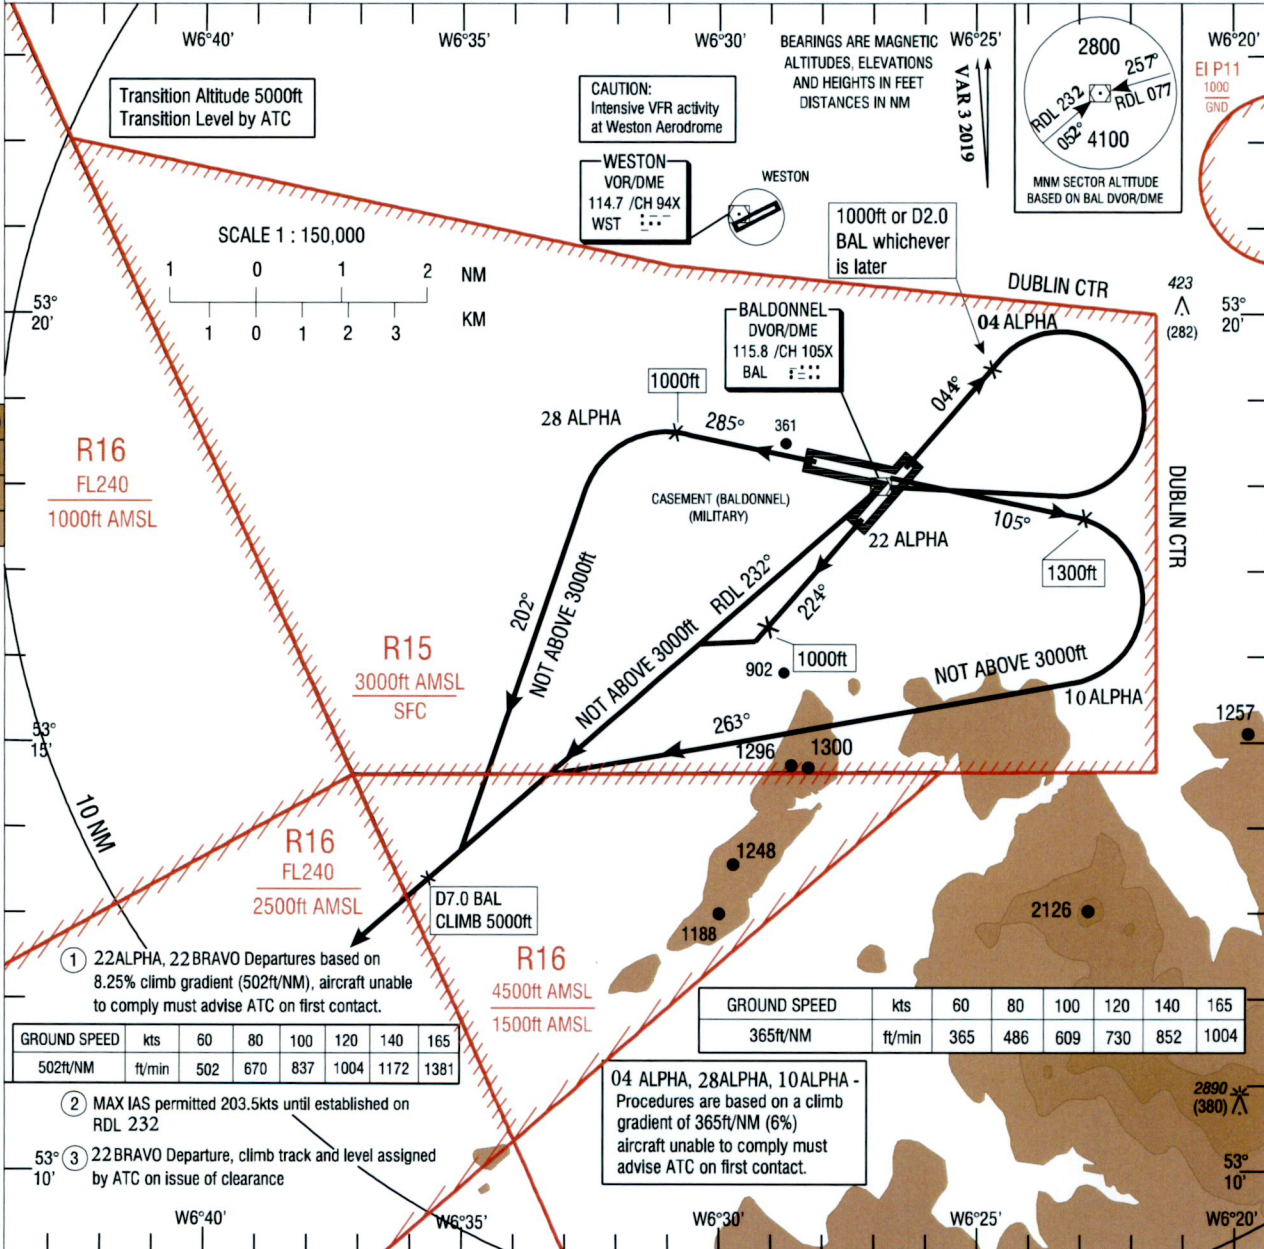 W6°40'
W6°35'
W6°30'
W6°25'
W6°20'
Transition Altitude 5000ft
Transition Level by ATC
CAUTION:
Intensive VFR activity
at Weston Aerodrome
BEARINGS ARE MAGNETIC
ALTITUDES, ELEVATIONS
AND HEIGHTS IN FEET
DISTANCES IN NM
VAR 3 2019
2800
257°
RDL 232
RDL 077
052°
4100
MNM SECTOR ALTITUDE
BASED ON BAL DVOR/DME
EI P11
1000
GND
WESTON
VOR/DME
114.7 /CH 94X
WST
WESTON
SCALE 1 : 150,000
1 0 1 2 NM
1 0 1 2 3 KM
1000ft or D2.0
BAL whichever
is later
DUBLIN CTR
423
(282)
53°
20'
53°
20'
BALDONNEL
DVOR/DME
115.8 /CH 105X
BAL
04 ALPHA
044°
1000ft
28 ALPHA
285°
361
R16
FL240
1000ft AMSL
CASEMENT (BALDONNEL)
(MILITARY)
105°
22 ALPHA
1300ft
DUBLIN CTR
202°
NOT ABOVE 3000ft
RDL 232°
NOT ABOVE 3000ft
224°
1000ft
902
R15
3000ft AMSL
SFC
NOT ABOVE 3000ft
10 ALPHA
263°
1296
1300
1257
53°
15'
10 NM
R16
FL240
2500ft AMSL
1248
1188
2126
D7.0 BAL
CLIMB 5000ft
R16
4500ft AMSL
1500ft AMSL
1 22ALPHA, 22BRAVO Departures based on
8.25% climb gradient (502ft/NM), aircraft unable
to comply must advise ATC on first contact.
GROUND SPEED kts 60 80 100 120 140 165
502ft/NM ft/min 502 670 837 1004 1172 1381
GROUND SPEED kts 60 80 100 120 140 165
365ft/NM ft/min 365 486 609 730 852 1004
2 MAX IAS permitted 203.5kts until established on
RDL 232
3 22BRAVO Departure, climb track and level assigned
by ATC on issue of clearance
04 ALPHA, 28ALPHA, 10ALPHA -
Procedures are based on a climb
gradient of 365ft/NM (6%)
aircraft unable to comply must
advise ATC on first contact.
2890
(380)
53°
10'
53°
10'
W6°40'
W6°35'
W6°30'
W6°25'
W6°20'